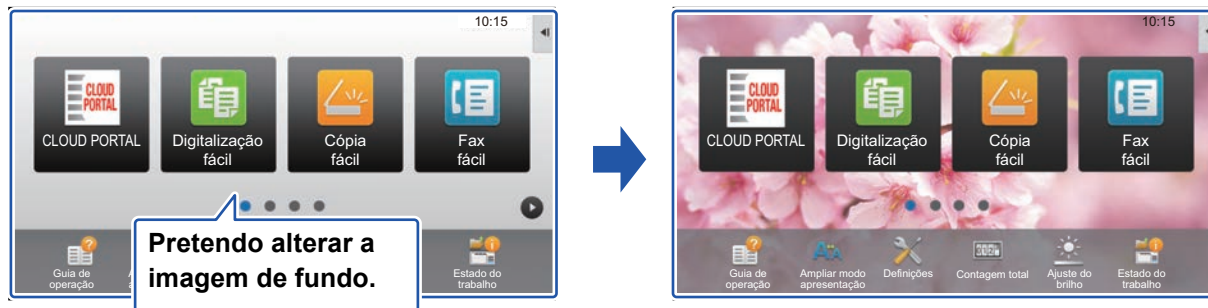 10:15
CLOUD
PORTAL
CLOUD PORTAL
Digitalização
fácil
Cópia
fácil
Fax
fácil
Pretendo alterar a
imagem de fundo.
Guia de
operação
Estado do
trabalho
10:15
CLOUD
PORTAL
CLOUD PORTAL
Digitalização
fácil
Cópia
fácil
Fax
fácil
Guia de
operação
Ampliar modo
apresentação
Definições
Contagem total
Ajuste do
brilho
Estado do
trabalho